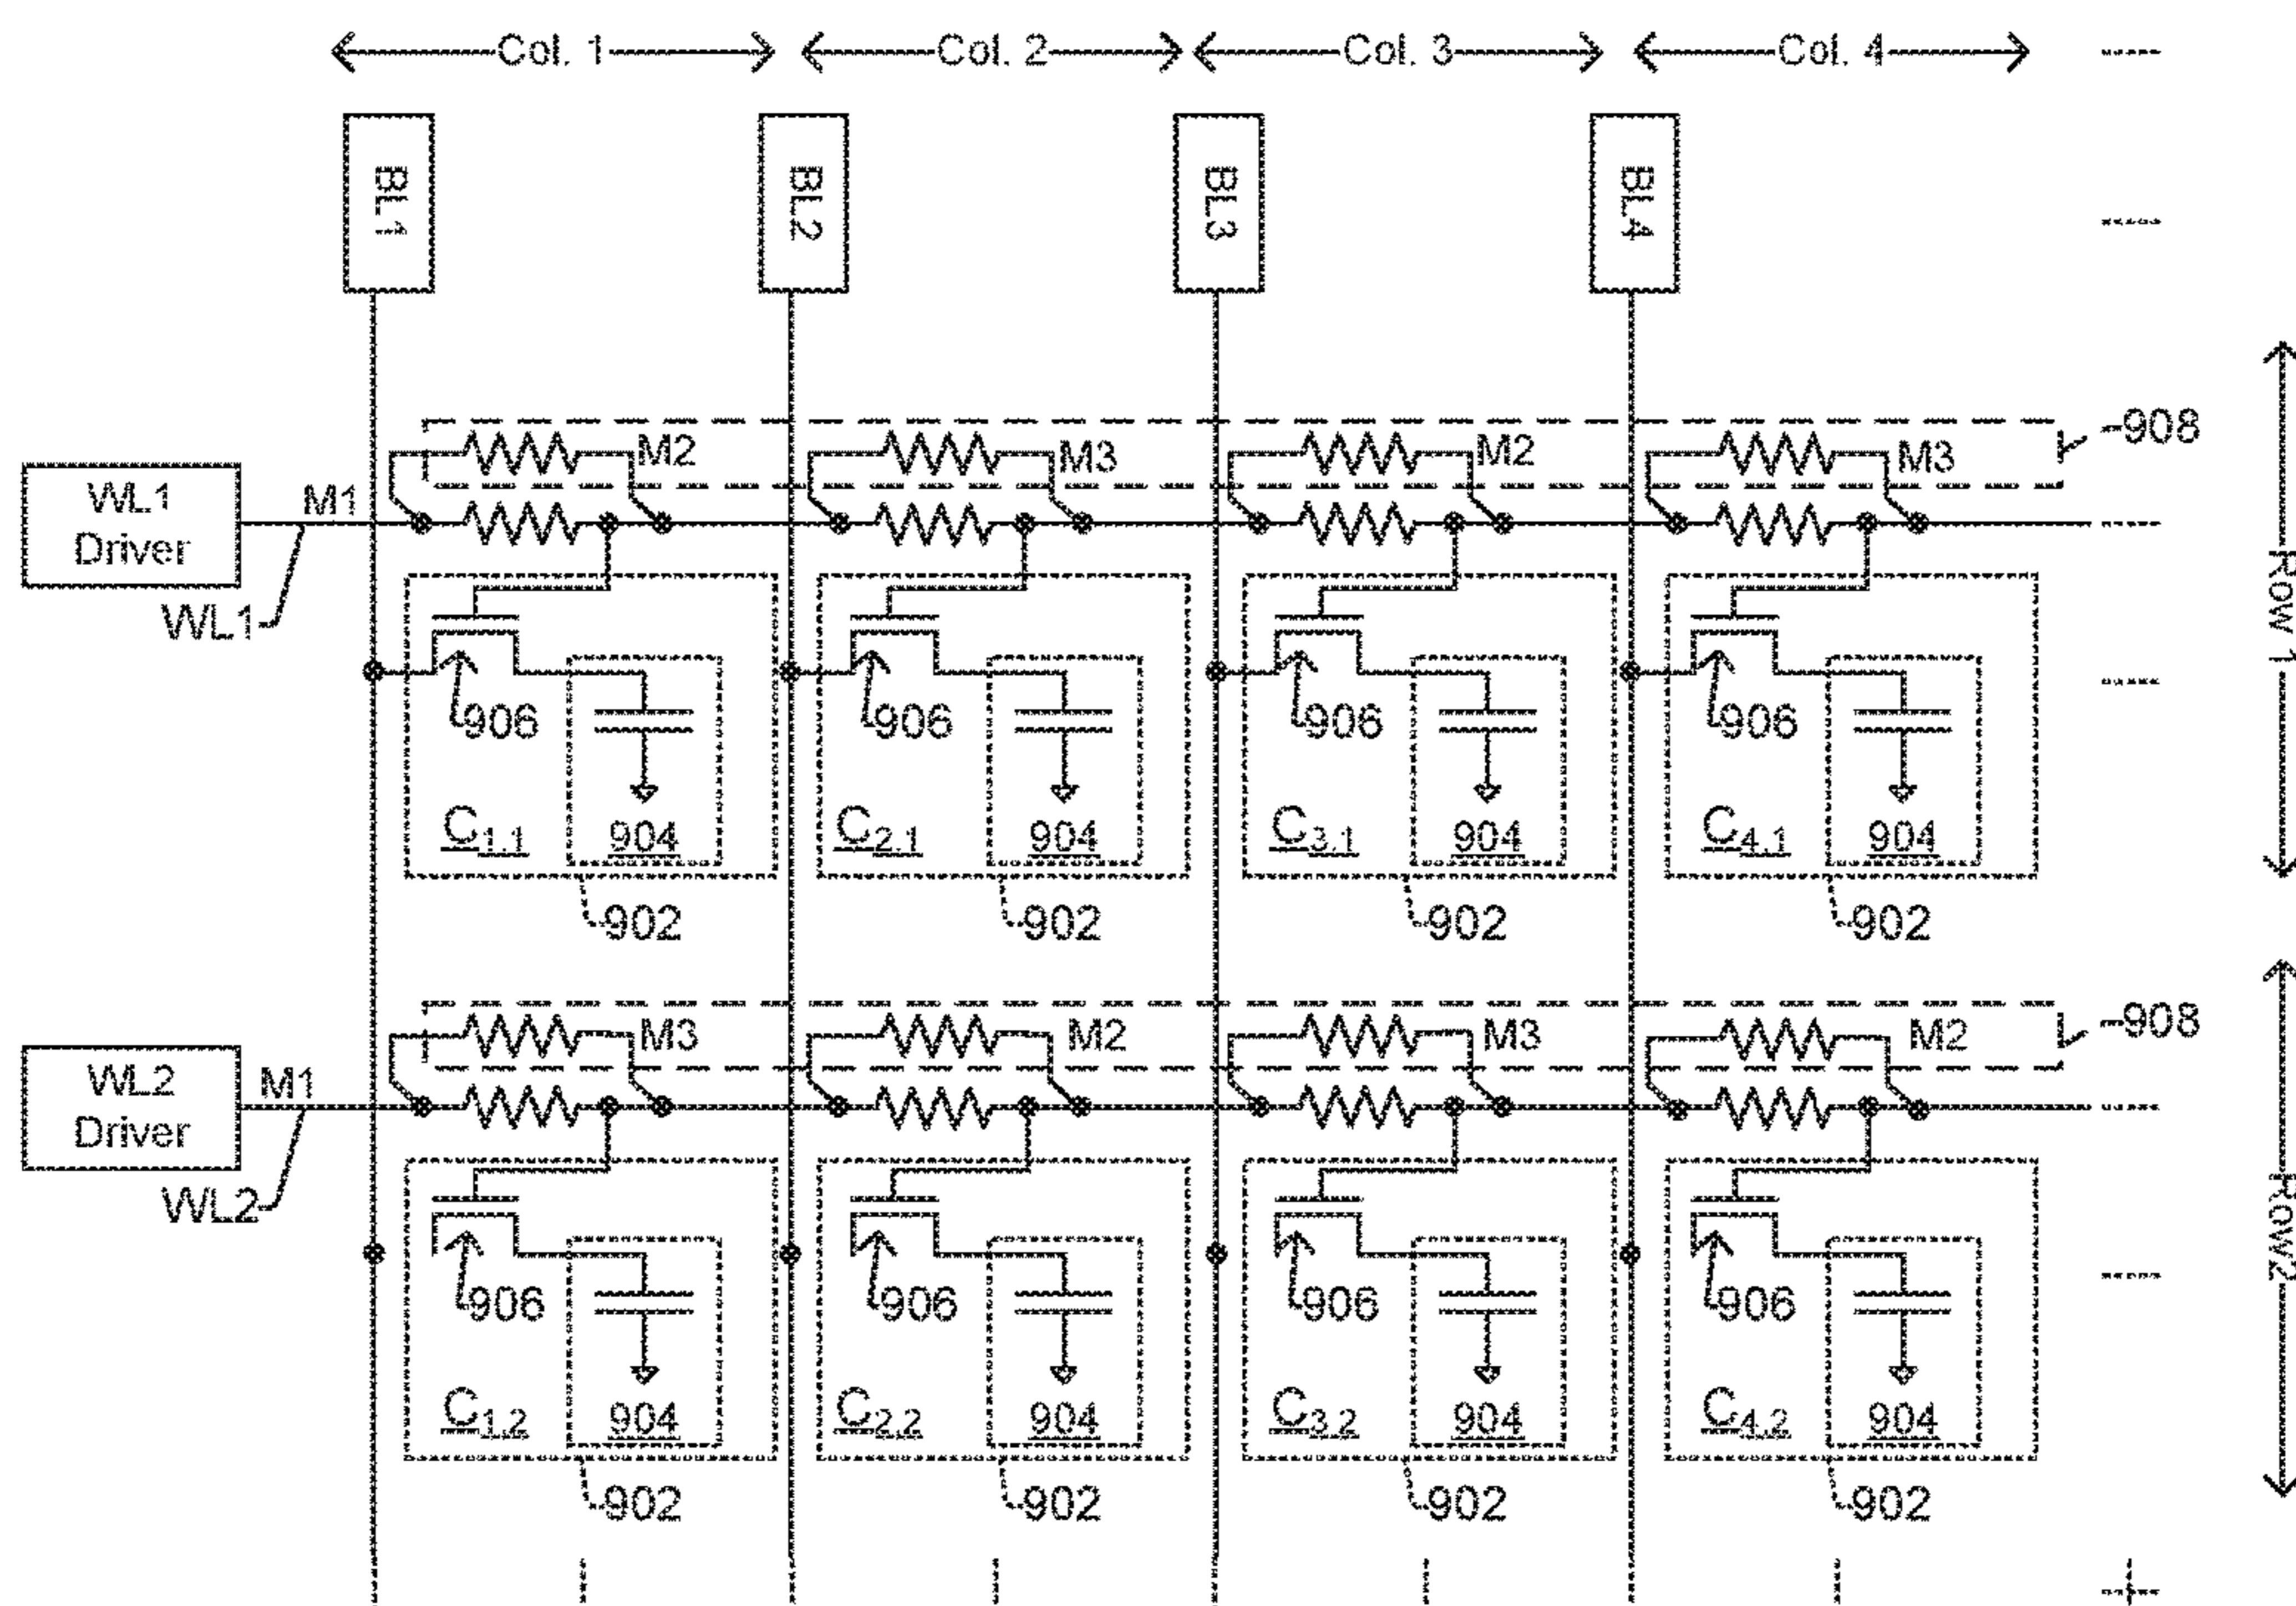 Col. 1 Col. 2 Col. 3 Col. 4
BL1 BL2 BL3 BL4
M2 M3 M2 M3 908
WL1 Driver
M1
WL1
Row 1
906 906 906 906
C1,1 904 C2,1 904 C3,1 904 C4,1 904
902 902 902 902
M3 M2 M3 M2 908
WL2 Driver
M1
WL2
Row2
906 906 906 906
C1,2 904 C2,2 904 C3,2 904 C4,2 904
902 902 902 902